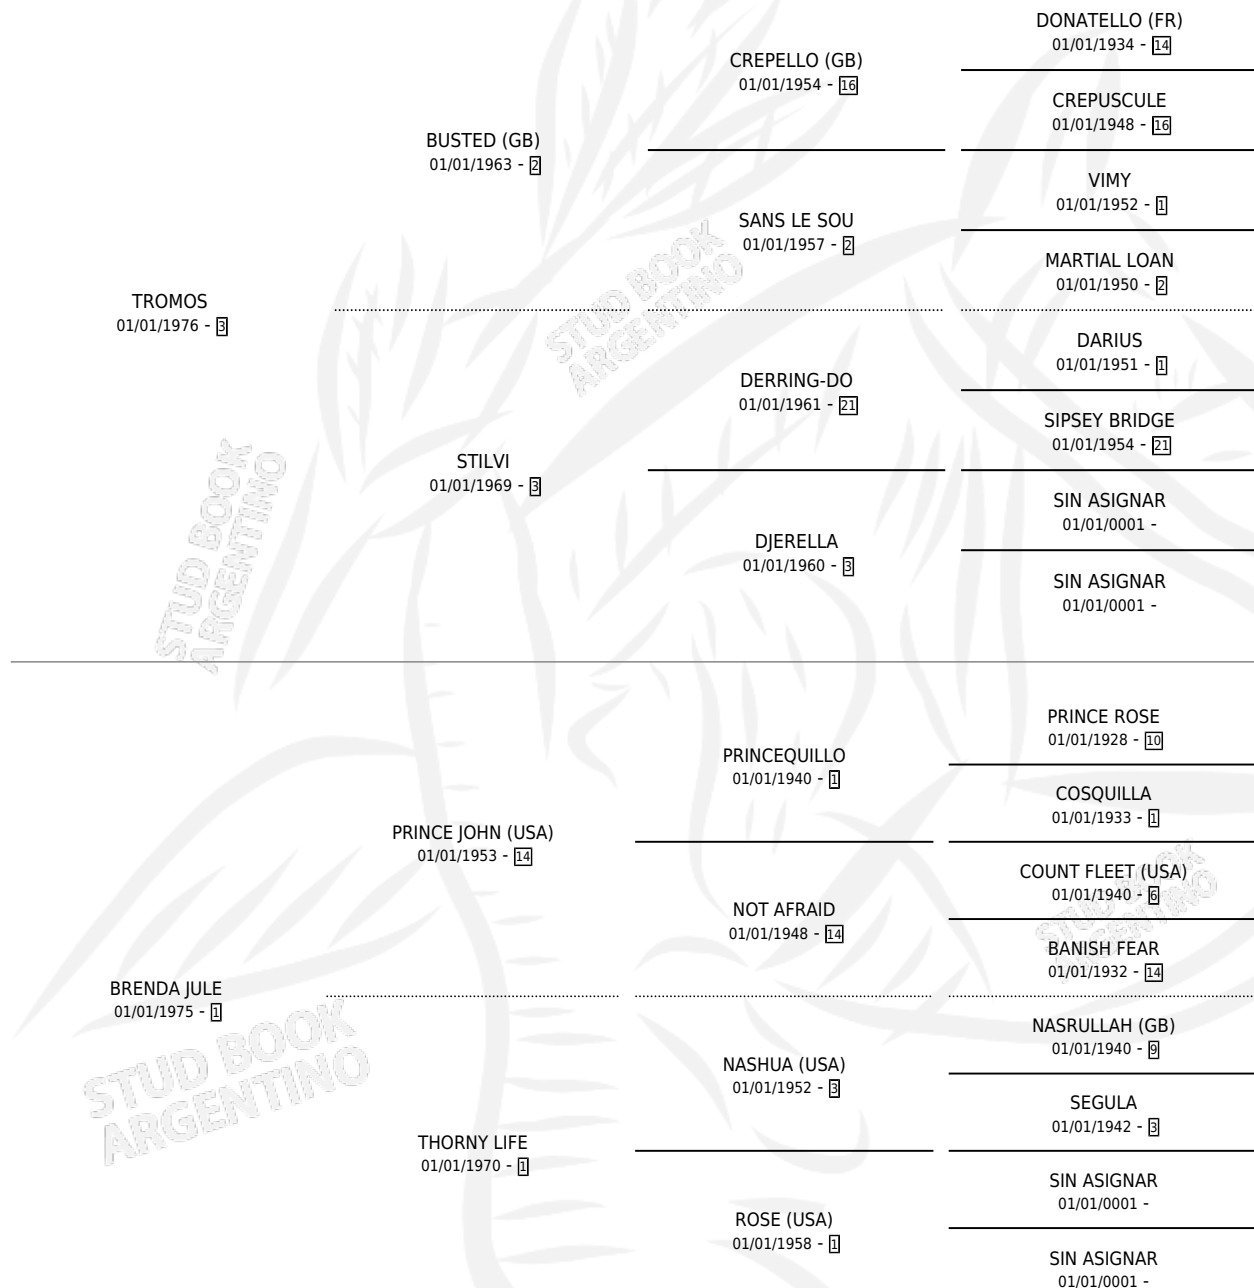 DONATELLO (FR)
01/01/1934 - 14
CREPELLO (GB)
01/01/1954 - 16
CREPUSCULE
01/01/1948 - 16
BUSTED (GB)
01/01/1963 - 2
VIMY
01/01/1952 - 1
SANS LE SOU
01/01/1957 - 2
MARTIAL LOAN
01/01/1950 - 2
TROMOS
01/01/1976 - 3
DARIUS
01/01/1951 - 1
DERRING-DO
01/01/1961 - 21
SIPSEY BRIDGE
01/01/1954 - 21
STILVI
01/01/1969 - 3
SIN ASIGNAR
01/01/0001 -
DJERELLA
01/01/1960 - 3
SIN ASIGNAR
01/01/0001 -
PRINCE ROSE
01/01/1928 - 10
PRINCEQUILLO
01/01/1940 - 1
COSQUILLA
01/01/1933 - 1
PRINCE JOHN (USA)
01/01/1953 - 14
COUNT FLEET (USA)
01/01/1940 - 6
NOT AFRAID
01/01/1948 - 14
BANISH FEAR
01/01/1932 - 14
BRENDA JULE
01/01/1975 - 1
NASRULLAH (GB)
01/01/1940 - 9
NASHUA (USA)
01/01/1952 - 3
SEGULA
01/01/1942 - 3
THORNY LIFE
01/01/1970 - 1
SIN ASIGNAR
01/01/0001 -
ROSE (USA)
01/01/1958 - 1
SIN ASIGNAR
01/01/0001 -
STUD BOOK
ARGENTINO
STUD BOOK
ARGENTINO
STUD BOOK
ARGENTINO
STUD BOOK
ARGENTINO